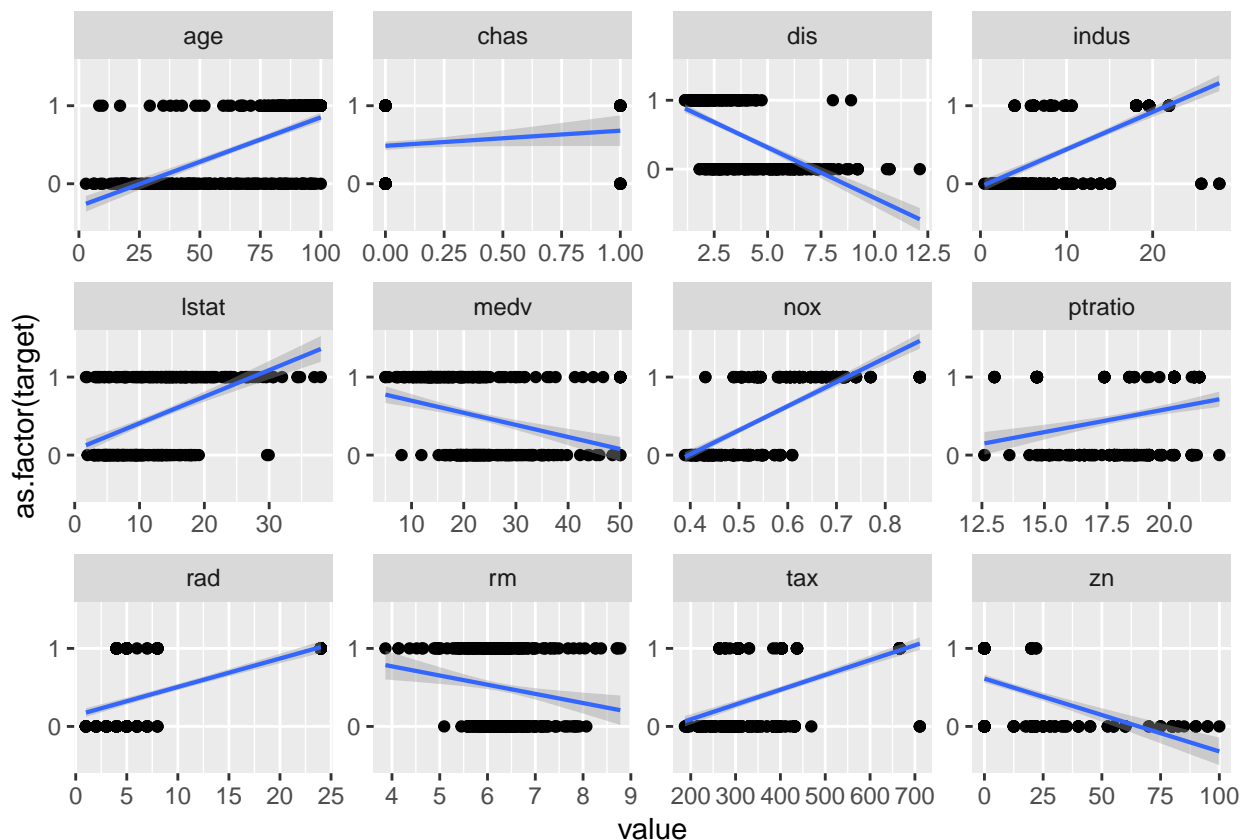 age chas dis indus
1 1 1 1
0 0 0 0
0 25 50 75 100 0.00 0.25 0.50 0.75 1.00 2.5 5.0 7.5 10.0 12.5 0 10 20
lstat medv nox ptratio
1 1 1 1
0 0 0 0
0 10 20 30 10 20 30 40 50 0.4 0.5 0.6 0.7 0.8 12.5 15.0 17.5 20.0
rad rm tax zn
1 1 1 1
0 0 0 0
0 5 10 15 20 25 4 5 6 7 8 9 200 300 400 500 600 700 0 25 50 75 100
as.factor(target)
value